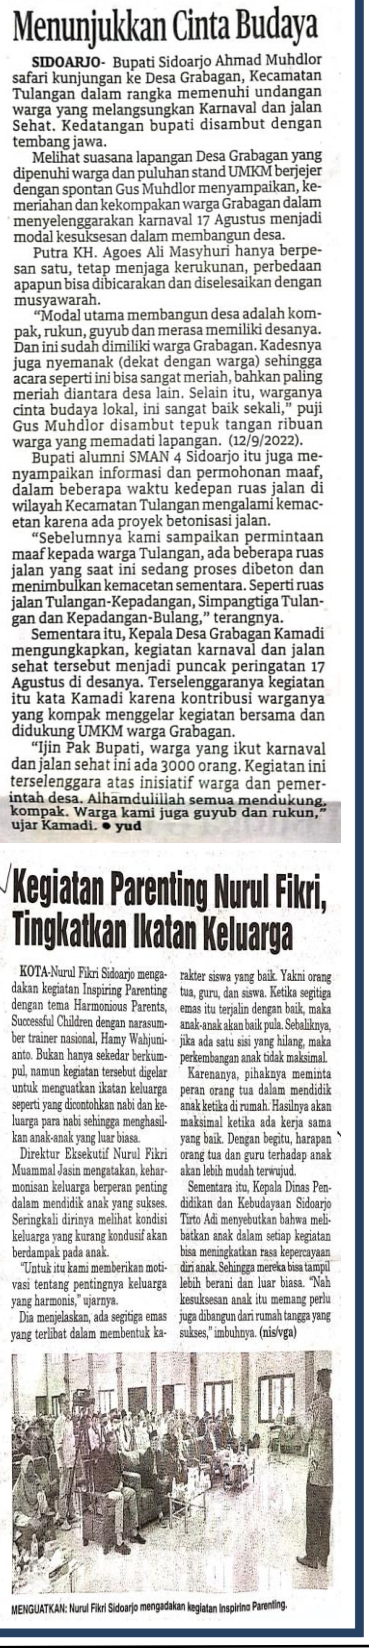 Menunjukkan Cinta Budaya
SIDOARJO- Bupati Sidoarjo Ahmad Muhdlor
safari kunjungan ke Desa Grabagan, Kecamatan
Tulangan dalam rangka memenuhi undangan
warga yang melangsungkan Karnaval dan jalan
Sehat. Kedatangan bupati disambut dengan
tembang jawa.
Melihat suasana lapangan Desa Grabagan yang
dipenuhi warga dan puluhan stand UMKM berjejer
dengan spontan Gus Muhdlor menyampaikan, ke-
meriahan dan kekompakan warga Grabagan dalam
menyelenggarakan karnaval 17 Agustus menjadi
modal kesuksesan dalam membangun desa.
Putra KH. Agoes Ali Masyhuri hanya berpe-
san satu, tetap menjaga kerukunan, perbedaan
apapun bisa dibicarakan dan diselesaikan dengan
musyawarah.
“Modal utama membangun desa adalah kom-
pak, rukun, guyub dan merasa memiliki desanya.
Dan ini sudah dimiliki warga Grabagan. Kadesnya
juga nyemanak (dekat dengan warga) sehingga
acara seperti ini bisa sangat meriah, bahkan paling
meriah diantara desa lain. Selain itu, warganya
cinta budaya lokal, ini sangat baik sekali,” puji
Gus Muhdlor disambut tepuk tangan ribuan
warga yang memadati lapangan. (12/9/2022).
Bupati alumni SMAN 4 Sidoarjo itu juga me-
nyampaikan informasi dan permohonan maaf,
dalam beberapa waktu kedepan ruas jalan di
wilayah Kecamatan Tulangan mengalami kemac-
etan karena ada proyek betonisasi jalan.
“Sebelumnya kami sampaikan permintaan
maaf kepada warga Tulangan, ada beberapa ruas
jalan yang saat ini sedang proses dibeton dan
menimbulkan kemacetan sementara. Seperti ruas
jalan Tulangan-Kepadangan, Simpangtiga Tulan-
gan dan Kepadangan-Bulang,” terangnya.
Sementara itu, Kepala Desa Grabagan Kamadi
mengungkapkan, kegiatan karnaval dan jalan
sehat tersebut menjadi puncak peringatan 17
Agustus di desanya. Terselenggaranya kegiatan
itu kata Kamadi karena kontribusi warganya
yang kompak menggelar kegiatan bersama dan
didukung UMKM warga Grabagan.
“Ijin Pak Bupati, warga yang ikut karnaval
dan jalan sehat ini ada 3000 orang. Kegiatan ini
terselenggara atas inisiatif warga dan pemer-
intah desa. Alhamdulillah semua mendukung,
kompak. Warga kami juga guyub dan rukun,”
ujar Kamadi. ● yud
Kegiatan Parenting Nurul Fikri,
Tingkatkan Ikatan Keluarga
KOTA-Nurul Fikri Sidoarjo menga-
dakan kegiatan Inspiring Parenting
dengan tema Harmonious Parents,
Successful Children dengan narasum-
ber trainer nasional, Hamy Wahjuni-
anto. Bukan hanya sekedar berkum-
pul, namun kegiatan tersebut digelar
untuk menguatkan ikatan keluarga
seperti yang dicontohkan nabi dan ke-
luarga para nabi sehingga menghasil-
kan anak-anak yang luar biasa.
Direktur Eksekutif Nurul Fikri
Muammal Jasin mengatakan, kehar-
monisan keluarga berperan penting
dalam mendidik anak yang sukses.
Seringkali dirinya melihat kondisi
keluarga yang kurang kondusif akan
berdampak pada anak.
“Untuk itu kami memberikan moti-
vasi tentang pentingnya keluarga
yang harmonis,” ujarnya.
Dia menjelaskan, ada segitiga emas
yang terlibat dalam membentuk ka-
rakter siswa yang baik. Yakni orang
tua, guru, dan siswa. Ketika segitiga
emas itu terjalin dengan baik, maka
anak-anak akan baik pula. Sebaliknya,
jika ada satu sisi yang hilang, maka
perkembangan anak tidak maksimal.
Karenanya, pihaknya meminta
peran orang tua dalam mendidik
anak ketika di rumah. Hasilnya akan
maksimal ketika ada kerja sama
yang baik. Dengan begitu, harapan
orang tua dan guru terhadap anak
akan lebih mudah terwujud.
Sementara itu, Kepala Dinas Pen-
didikan dan Kebudayaan Sidoarjo
Tirto Adi menyebutkan bahwa meli-
batkan anak dalam setiap kegiatan
bisa meningkatkan rasa kepercayaan
diri anak. Sehingga mereka bisa tampil
lebih berani dan luar biasa. “Nah
kesuksesan anak itu memang perlu
juga dibangun dari rumah tangga yang
sukses,” imbuhnya. (nis/vga)
MENGUATKAN: Nurul Fikri Sidoarjo mengadakan kegiatan Inspiring Parenting.